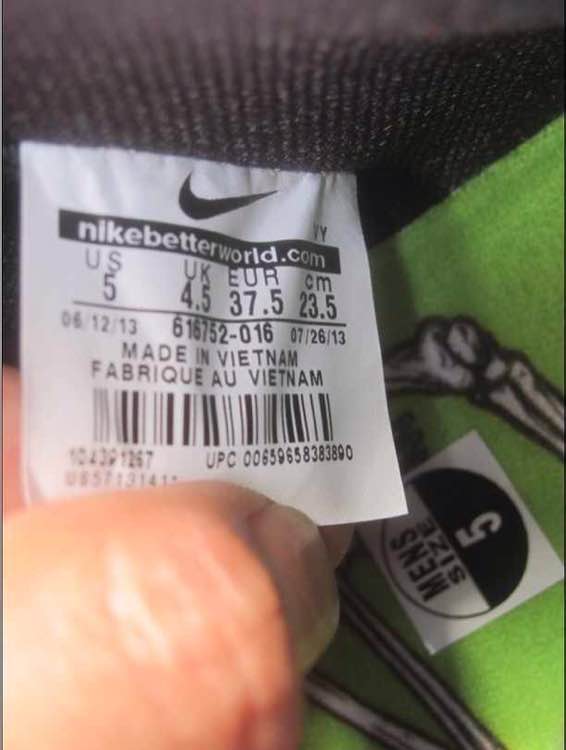 nikebetterworld.com
YY
US UK EUR cm
5 4.5 37.5 23.5
06/12/13 616752-016 07/26/13
MADE IN VIETNAM
FABRIQUE AU VIETNAM
UPC 00659658383890
MENS
SIZE
5